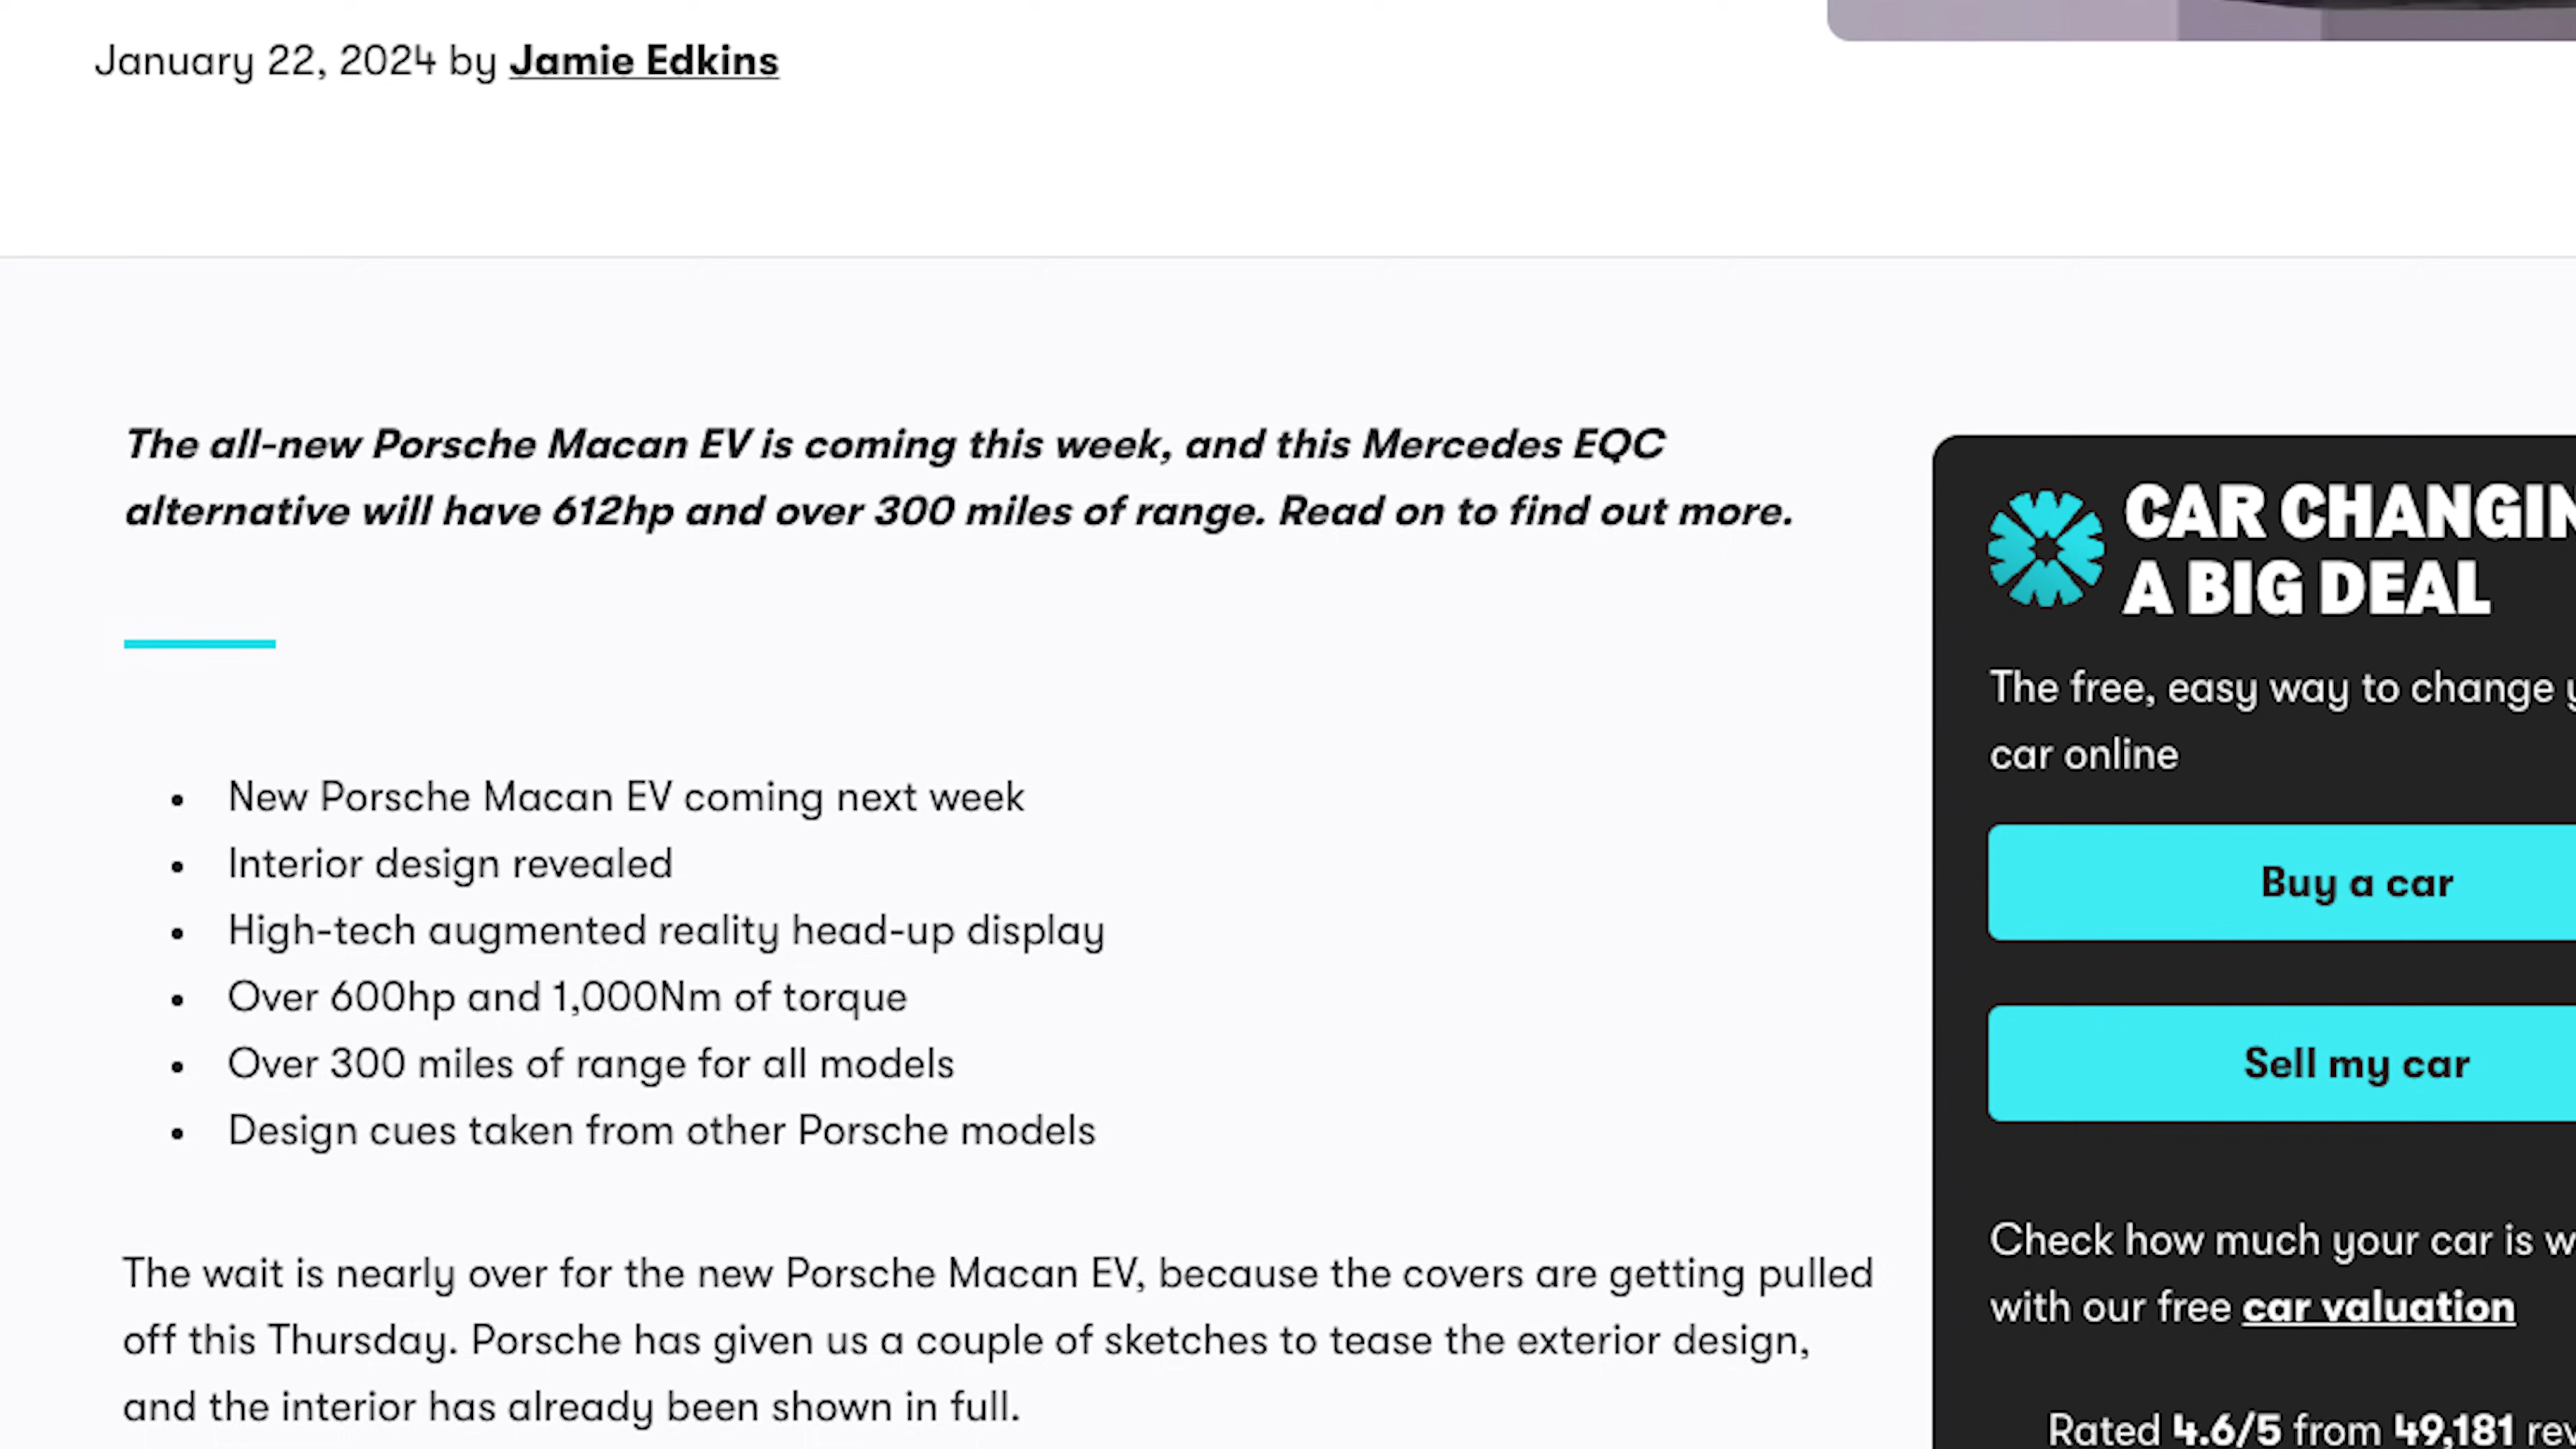 January 22, 2024 by Jamie Edkins
The all-new Porsche Macan EV is coming this week, and this Mercedes EQC
alternative will have 612hp and over 300 miles of range. Read on to find out more.
• New Porsche Macan EV coming next week
• Interior design revealed
• High-tech augmented reality head-up display
• Over 600hp and 1,000Nm of torque
• Over 300 miles of range for all models
• Design cues taken from other Porsche models
The wait is nearly over for the new Porsche Macan EV, because the covers are getting pulled
off this Thursday. Porsche has given us a couple of sketches to tease the exterior design,
and the interior has already been shown in full.
CAR CHANGIN
A BIG DEAL
The free, easy way to change y
car online
Buy a car
Sell my car
Check how much your car is w
with our free car valuation
Rated 4.6/5 from 49,181 rev